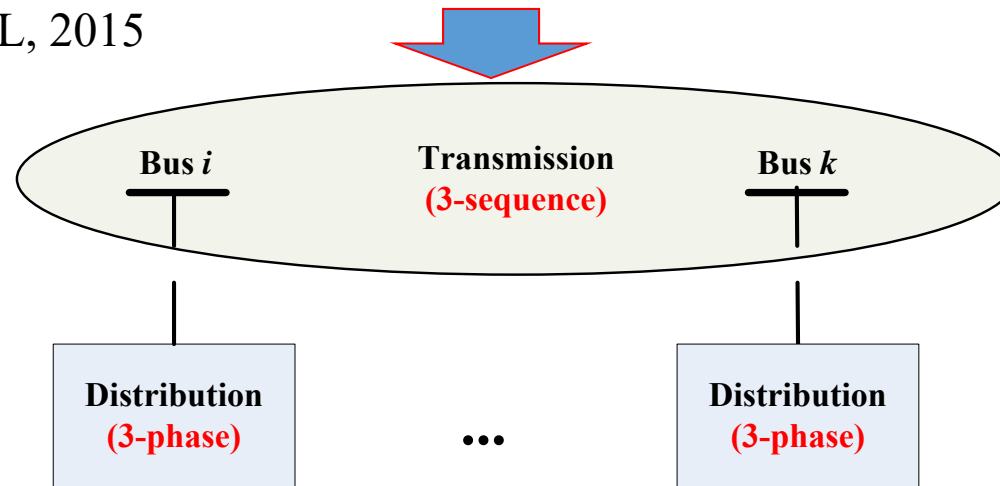 L, 2015
Bus i
Transmission
(3-sequence)
Bus k
Distribution
(3-phase)
...
Distribution
(3-phase)